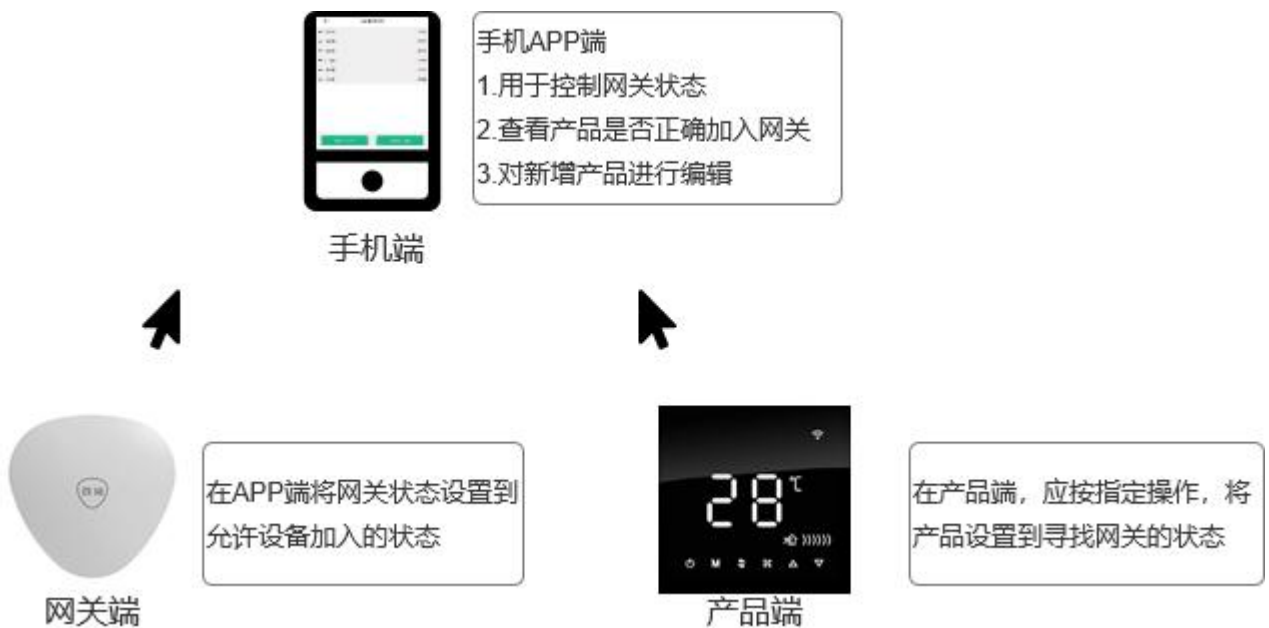 手机APP端
1.用于控制网关状态
2.查看产品是否正确加入网关
3.对新增产品进行编辑
手机端
在APP端将网关状态设置到
允许设备加入的状态
网关端
28℃
M
在产品端，应按指定操作，将
产品设置到寻找网关的状态
产品端